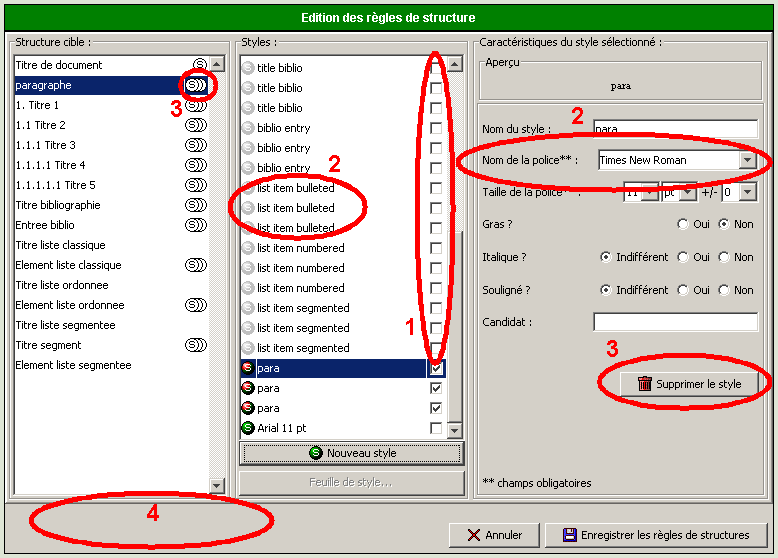 Edition des règles de structure
Structure cible :
Titre de document
paragraphe
3
1. Titre 1
1.1 Titre 2
1.1.1 Titre 3
1.1.1.1 Titre 4
1.1.1.1.1 Titre 5
Titre bibliographie
Entree biblio
Titre liste classique
Element liste classique
Titre liste ordonnee
Element liste ordonnee
Titre liste segmentee
Titre segment
Element liste segmentee
4
Styles :
title biblio
title biblio
title biblio
biblio entry
biblio entry
biblio entry
2
list item bulleted
list item bulleted
list item bulleted
list item numbered
list item numbered
list item numbered
list item segmented
list item segmented
1
list item segmented
para
para
para
Arial 11 pt
Nouveau style
Feuille de style...
Caractéristiques du style sélectionné :
Aperçu
para
2
Nom du style : para
Nom de la police** : Times New Roman
Taille de la police : 11 pt +/- 0
Gras ? Oui Non
Italique ? Indifférent Oui Non
Souligné ? Indifférent Oui Non
Candidat :
3
Supprimer le style
** champs obligatoires
Annuler
Enregistrer les règles de structures